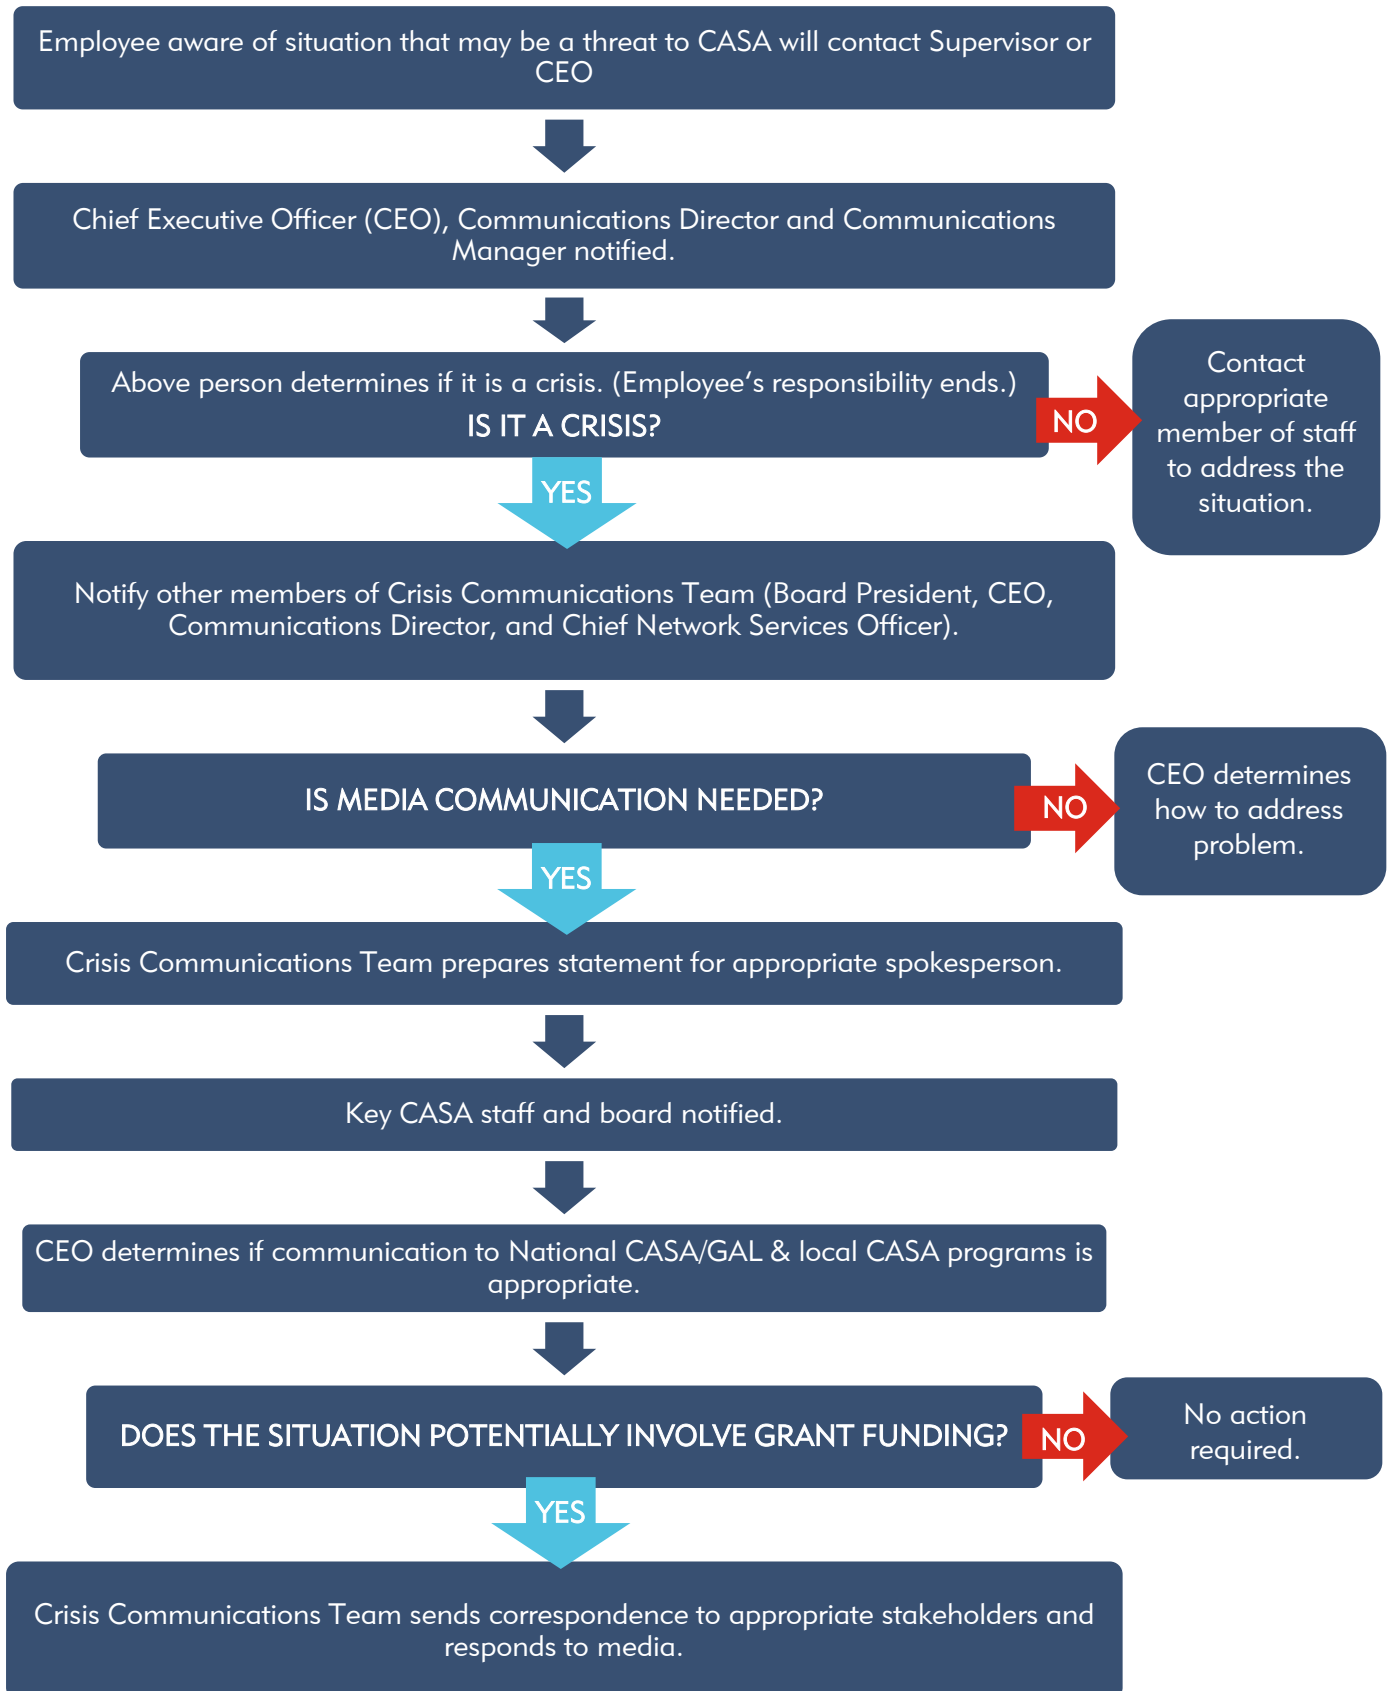 Employee aware of situation that may be a threat to CASA will contact Supervisor or
CEO
Chief Executive Officer (CEO), Communications Director and Communications
Manager notified.
Above person determines if it is a crisis. (Employee’s responsibility ends.)
IS IT A CRISIS?
NO
Contact
appropriate
member of staff
to address the
situation.
YES
Notify other members of Crisis Communications Team (Board President, CEO,
Communications Director, and Chief Network Services Officer).
IS MEDIA COMMUNICATION NEEDED?
NO
CEO determines
how to address
problem.
YES
Crisis Communications Team prepares statement for appropriate spokesperson.
Key CASA staff and board notified.
CEO determines if communication to National CASA/GAL & local CASA programs is
appropriate.
DOES THE SITUATION POTENTIALLY INVOLVE GRANT FUNDING?
NO
No action
required.
YES
Crisis Communications Team sends correspondence to appropriate stakeholders and
responds to media.